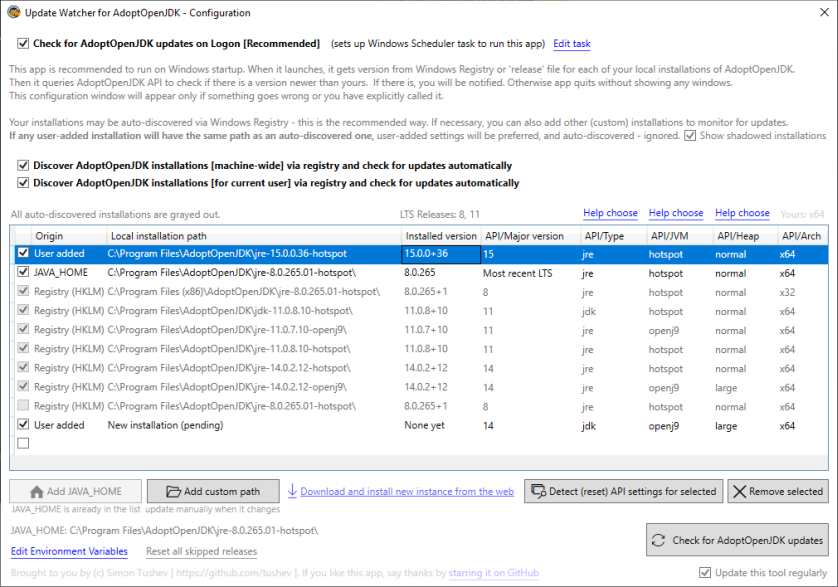 Update Watcher for AdoptOpenJDK - Configuration
Check for AdoptOpenJDK updates on Logon [Recommended] (sets up Windows Scheduler task to run this app) Edit task
This app is recommended to run on Windows startup. When it launches, it gets version from Windows Registry or 'release' file for each of your local installations of AdoptOpenJDK.
Then it queries AdoptOpenJDK API to check if there is a version newer than yours. If there is, you will be notified. Otherwise app quits without showing any windows.
This configuration window will appear only if something goes wrong or you have explicitly called it.
Your installations may be auto-discovered via Windows Registry - this is the recommended way. If necessary, you can also add other (custom) installations to monitor for updates.
If any user-added installation will have the same path as an auto-discovered one, user-added settings will be preferred, and auto-discovered - ignored. Show shadowed installations
Discover AdoptOpenJDK installations [machine-wide] via registry and check for updates automatically
Discover AdoptOpenJDK installations [for current user] via registry and check for updates automatically
All auto-discovered installations are grayed out. LTS Releases: 8, 11 Help choose Help choose Help choose Yours: x64
Origin Local installation path Installed version API/Major version API/Type API/JVM API/Heap API/Arch
User added C:\Program Files\AdoptOpenJDK\jre-15.0.0.36-hotspot 15.0.0+36 15 jre hotspot normal x64
JAVA_HOME C:\Program Files\AdoptOpenJDK\jre-8.0.265.01-hotspot\ 8.0.265 Most recent LTS jre hotspot normal x64
Registry (HKLM) C:\Program Files (x86)\AdoptOpenJDK\jre-8.0.265.01-hotspot\ 8.0.265+1 8 jre hotspot normal x32
Registry (HKLM) C:\Program Files\AdoptOpenJDK\jdk-11.0.8.10-hotspot\ 11.0.8+10 11 jdk hotspot normal x64
Registry (HKLM) C:\Program Files\AdoptOpenJDK\jre-11.0.7.10-openj9\ 11.0.7+10 11 jre openj9 normal x64
Registry (HKLM) C:\Program Files\AdoptOpenJDK\jre-11.0.8.10-hotspot\ 11.0.8+10 11 jre hotspot normal x64
Registry (HKLM) C:\Program Files\AdoptOpenJDK\jre-14.0.2.12-hotspot\ 14.0.2+12 14 jre hotspot normal x64
Registry (HKLM) C:\Program Files\AdoptOpenJDK\jre-14.0.2.12-openj9\ 14.0.2+12 14 jre openj9 large x64
Registry (HKLM) C:\Program Files\AdoptOpenJDK\jre-8.0.265.01-hotspot\ 8.0.265+1 8 jre hotspot normal x64
User added New installation (pending) None yet 14 jdk openj9 large x64
Add JAVA_HOME Add custom path Download and install new instance from the web Detect (reset) API settings for selected Remove selected
JAVA_HOME is already in the list update manually when it changes
JAVA_HOME: C:\Program Files\AdoptOpenJDK\jre-8.0.265.01-hotspot\
Check for AdoptOpenJDK updates
Edit Environment Variables Reset all skipped releases
Brought to you by (c) Simon Tushev [ https://github.com/tushev ]. If you like this app, say thanks by starring it on GitHub Update this tool regularly